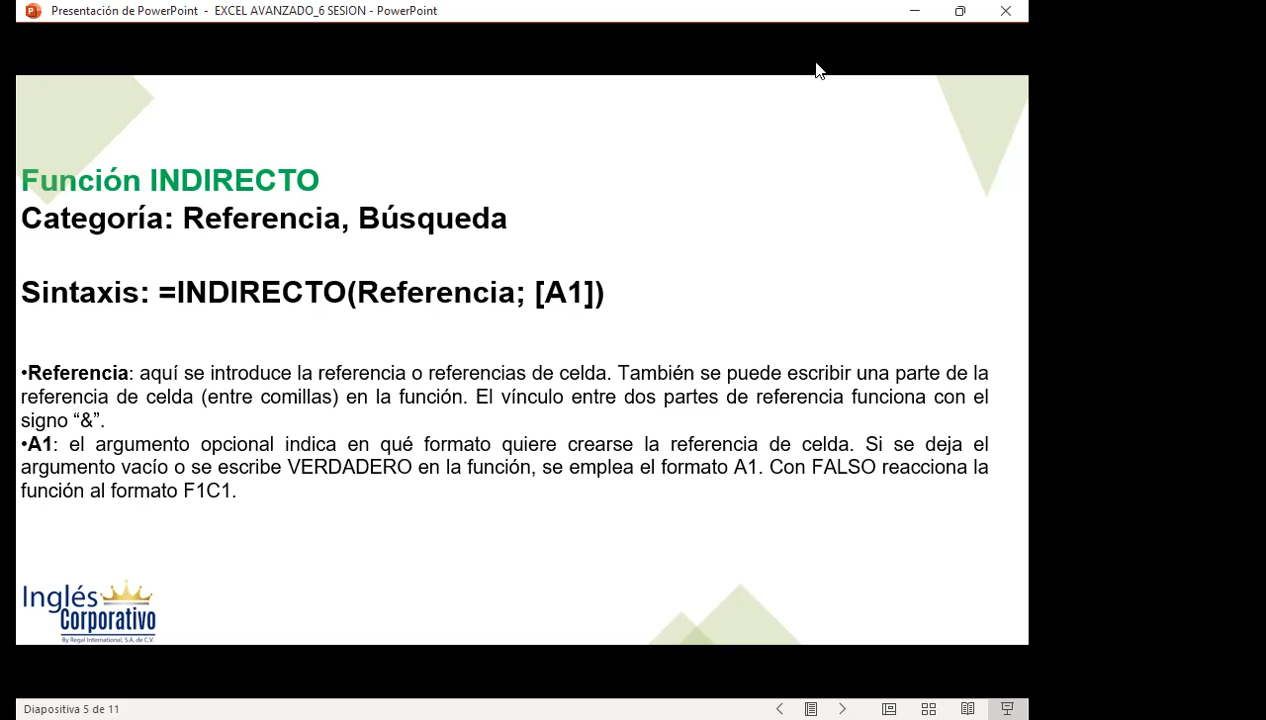 Presentación de PowerPoint - EXCEL AVANZADO_6 SESION - PowerPoint
Función INDIRECTO
Categoría: Referencia, Búsqueda
Sintaxis: =INDIRECTO(Referencia; [A1])
•Referencia: aquí se introduce la referencia o referencias de celda. También se puede escribir una parte de la
referencia de celda (entre comillas) en la función. El vínculo entre dos partes de referencia funciona con el
signo “&”.
•A1: el argumento opcional indica en qué formato quiere crearse la referencia de celda. Si se deja el
argumento vacío o se escribe VERDADERO en la función, se emplea el formato A1. Con FALSO reacciona la
función al formato F1C1.
Inglés
Corporativo
By Regal International, S.A. de C.V.
Diapositiva 5 de 11